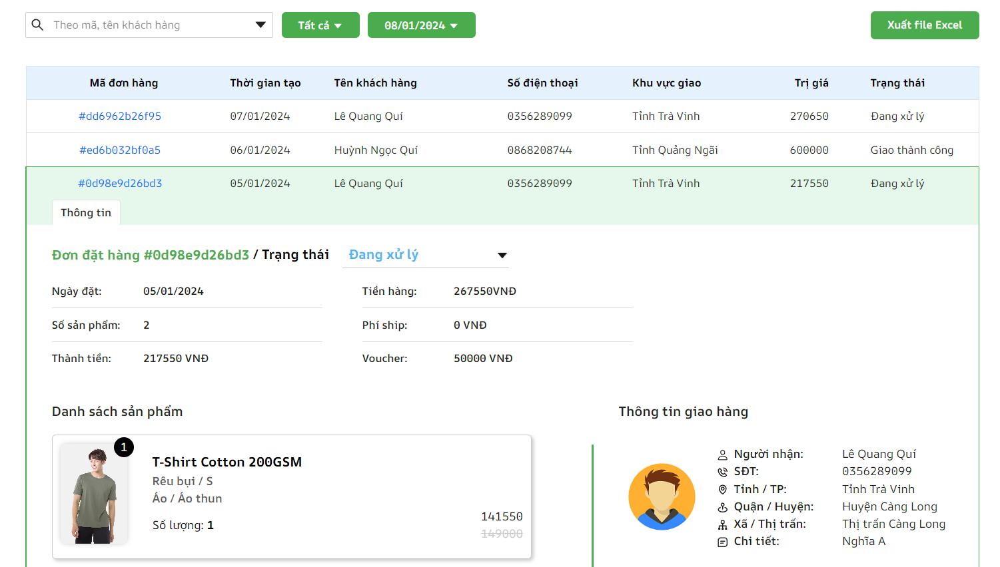 Theo mã, tên khách hàng
Tất cả
08/01/2024
Xuất file Excel
Mã đơn hàng Thời gian tạo Tên khách hàng Số điện thoại Khu vực giao Trị giá Trạng thái
#dd6962b26f95 07/01/2024 Lê Quang Quí 0356289099 Tỉnh Trà Vinh 270650 Đang xử lý
#ed6b032bf0a5 06/01/2024 Huỳnh Ngọc Quí 0868208744 Tỉnh Quảng Ngãi 600000 Giao thành công
#0d98e9d26bd3 05/01/2024 Lê Quang Quí 0356289099 Tỉnh Trà Vinh 217550 Đang xử lý
Thông tin
Đơn đặt hàng #0d98e9d26bd3 / Trạng thái Đang xử lý
Ngày đặt: 05/01/2024 Tiền hàng: 267550VNĐ
Số sản phẩm: 2 Phí ship: 0 VNĐ
Thành tiền: 217550 VNĐ Voucher: 50000 VNĐ
Danh sách sản phẩm
1
T-Shirt Cotton 200GSM
Rêu bụi / S
Áo / Áo thun
Số lượng: 1
141550
149000
Thông tin giao hàng
Người nhận: Lê Quang Quí
SĐT: 0356289099
Tỉnh / TP: Tỉnh Trà Vinh
Quận / Huyện: Huyện Càng Long
Xã / Thị trấn: Thị trấn Càng Long
Chi tiết: Nghĩa A